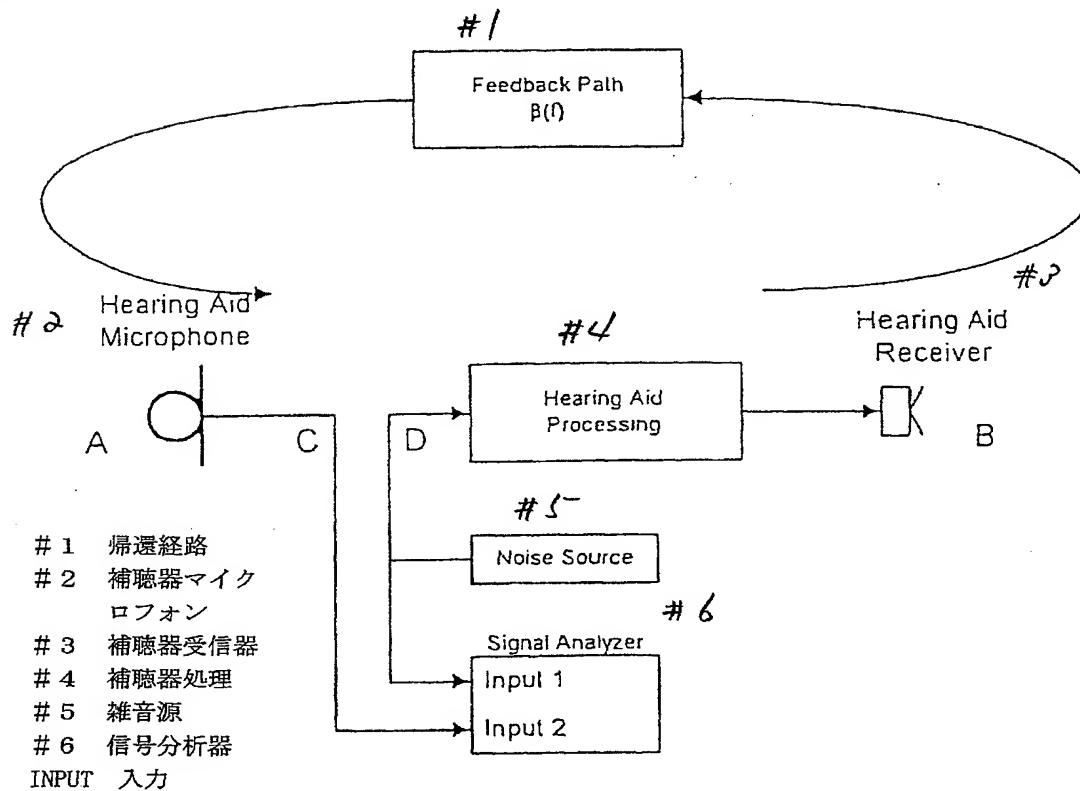 #1
Feedback Path
β(f)
#2
Hearing Aid
Microphone
#3
Hearing Aid
Receiver
#4
Hearing Aid
Processing
A
C
D
B
#5
Noise Source
#6
Signal Analyzer
Input 1
Input 2
#1 帰還経路
#2 補聴器マイク
ロフォン
#3 補聴器受信器
#4 補聴器処理
#5 雑音源
#6 信号分析器
INPUT 入力